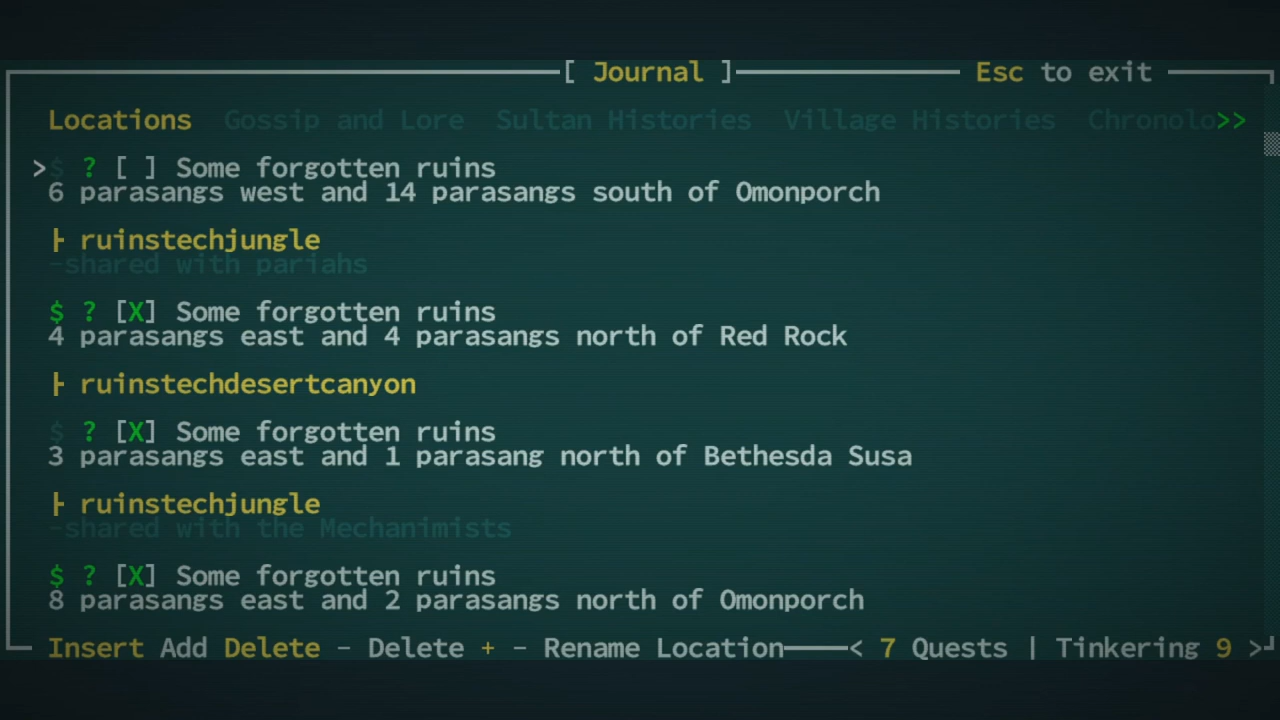 [ Journal ] Esc to exit
Locations Gossip and Lore Sultan Histories Village Histories Chronolo>>
>$ ? [ ] Some forgotten ruins
6 parasangs west and 14 parasangs south of Omonporch
├ ruinstechjungle
-shared with pariahs
$ ? [X] Some forgotten ruins
4 parasangs east and 4 parasangs north of Red Rock
├ ruinstechdesertcanyon
$ ? [X] Some forgotten ruins
3 parasangs east and 1 parasang north of Bethesda Susa
├ ruinstechjungle
-shared with the Mechanimists
$ ? [X] Some forgotten ruins
8 parasangs east and 2 parasangs north of Omonporch
Insert Add Delete - Delete + - Rename Location < 7 Quests | Tinkering 9 >